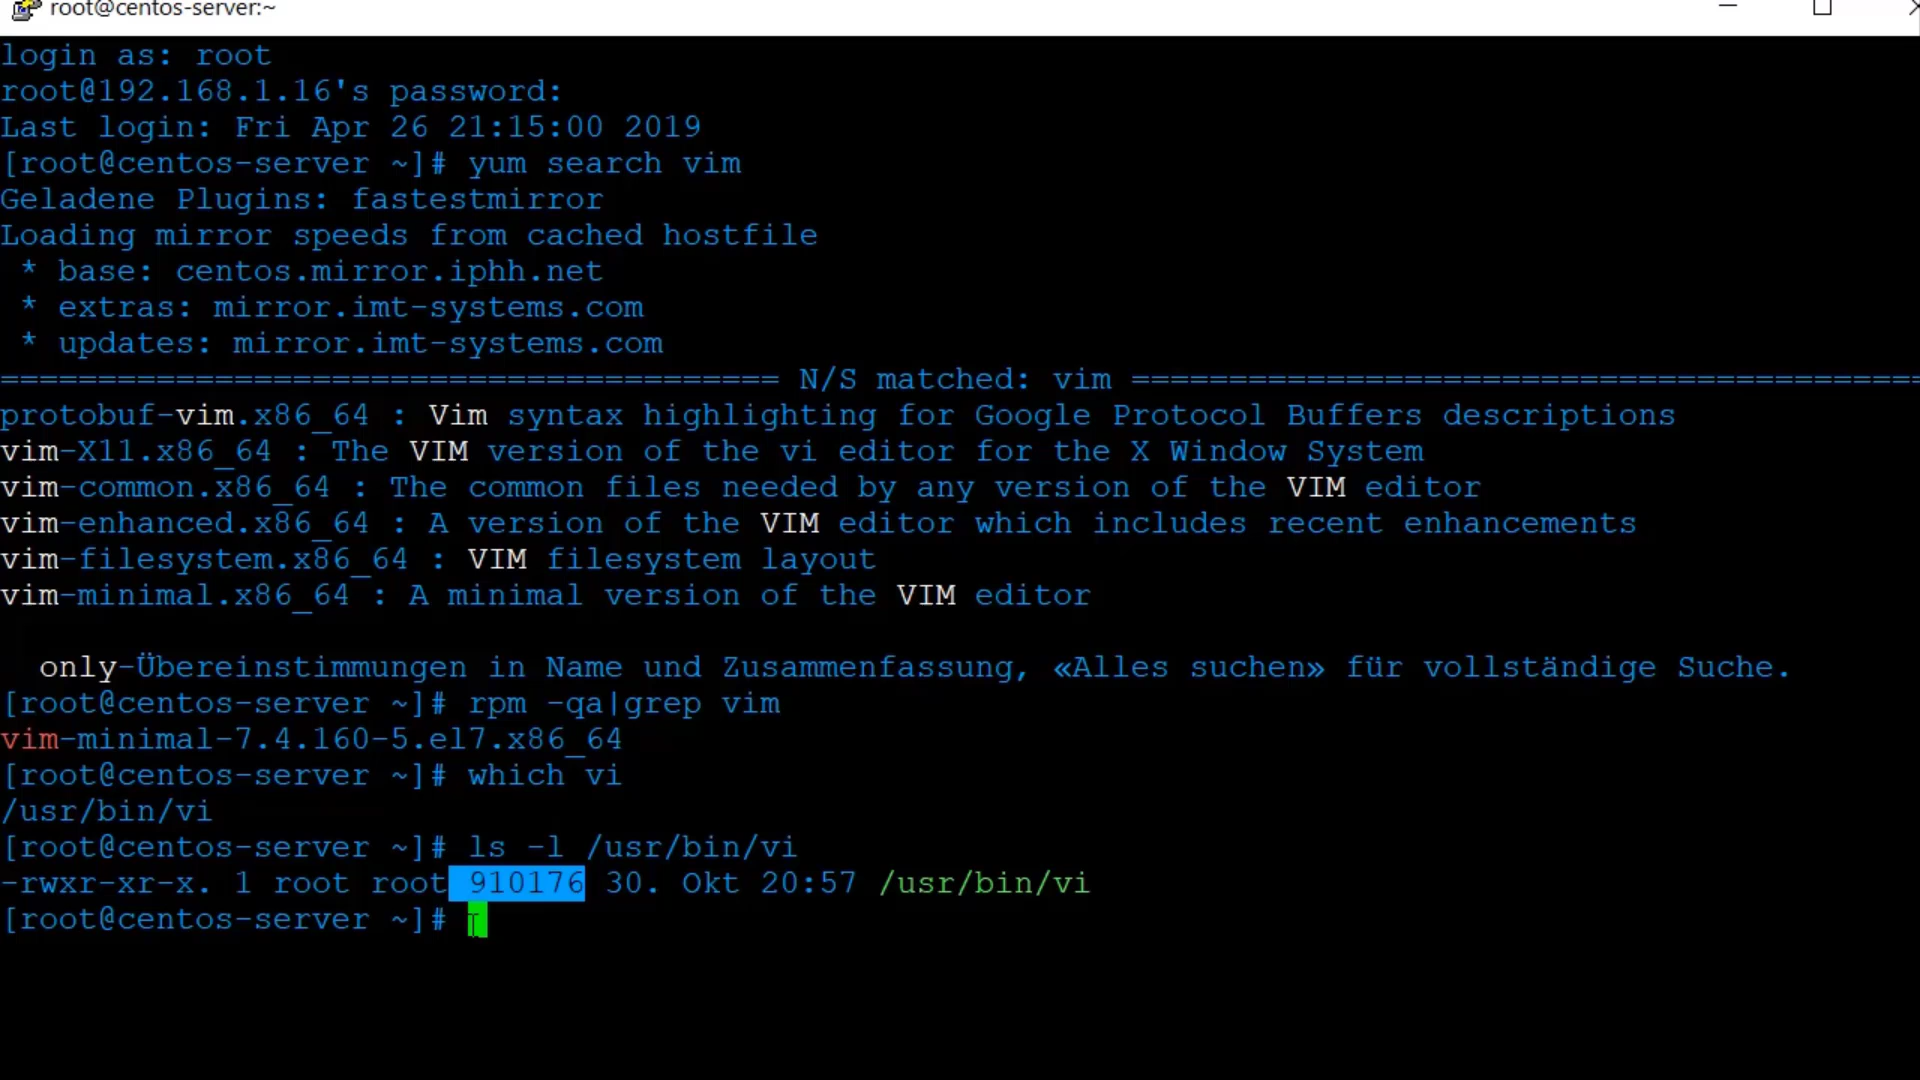 root@centos-server:~
login as: root
root@192.168.1.16's password:
Last login: Fri Apr 26 21:15:00 2019
[root@centos-server ~]# yum search vim
Geladene Plugins: fastestmirror
Loading mirror speeds from cached hostfile
 * base: centos.mirror.iphh.net
 * extras: mirror.imt-systems.com
 * updates: mirror.imt-systems.com
======================================== N/S matched: vim ========================================
protobuf-vim.x86_64 : Vim syntax highlighting for Google Protocol Buffers descriptions
vim-X11.x86_64 : The VIM version of the vi editor for the X Window System
vim-common.x86_64 : The common files needed by any version of the VIM editor
vim-enhanced.x86_64 : A version of the VIM editor which includes recent enhancements
vim-filesystem.x86_64 : VIM filesystem layout
vim-minimal.x86_64 : A minimal version of the VIM editor
  only-Übereinstimmungen in Name und Zusammenfassung, «Alles suchen» für vollständige Suche.
[root@centos-server ~]# rpm -qa|grep vim
vim-minimal-7.4.160-5.el7.x86_64
[root@centos-server ~]# which vi
/usr/bin/vi
[root@centos-server ~]# ls -l /usr/bin/vi
-rwxr-xr-x. 1 root root 910176 30. Okt 20:57 /usr/bin/vi
[root@centos-server ~]#